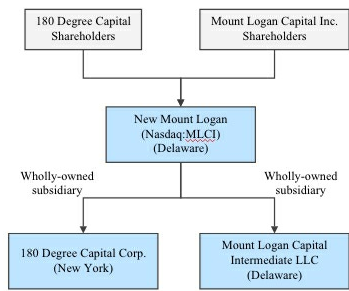 180 Degree Capital
Shareholders
Mount Logan Capital Inc.
Shareholders
New Mount Logan
(Nasdaq:MLCI)
(Delaware)
Wholly-owned
subsidiary
Wholly-owned
subsidiary
180 Degree Capital Corp.
(New York)
Mount Logan Capital
Intermediate LLC
(Delaware)